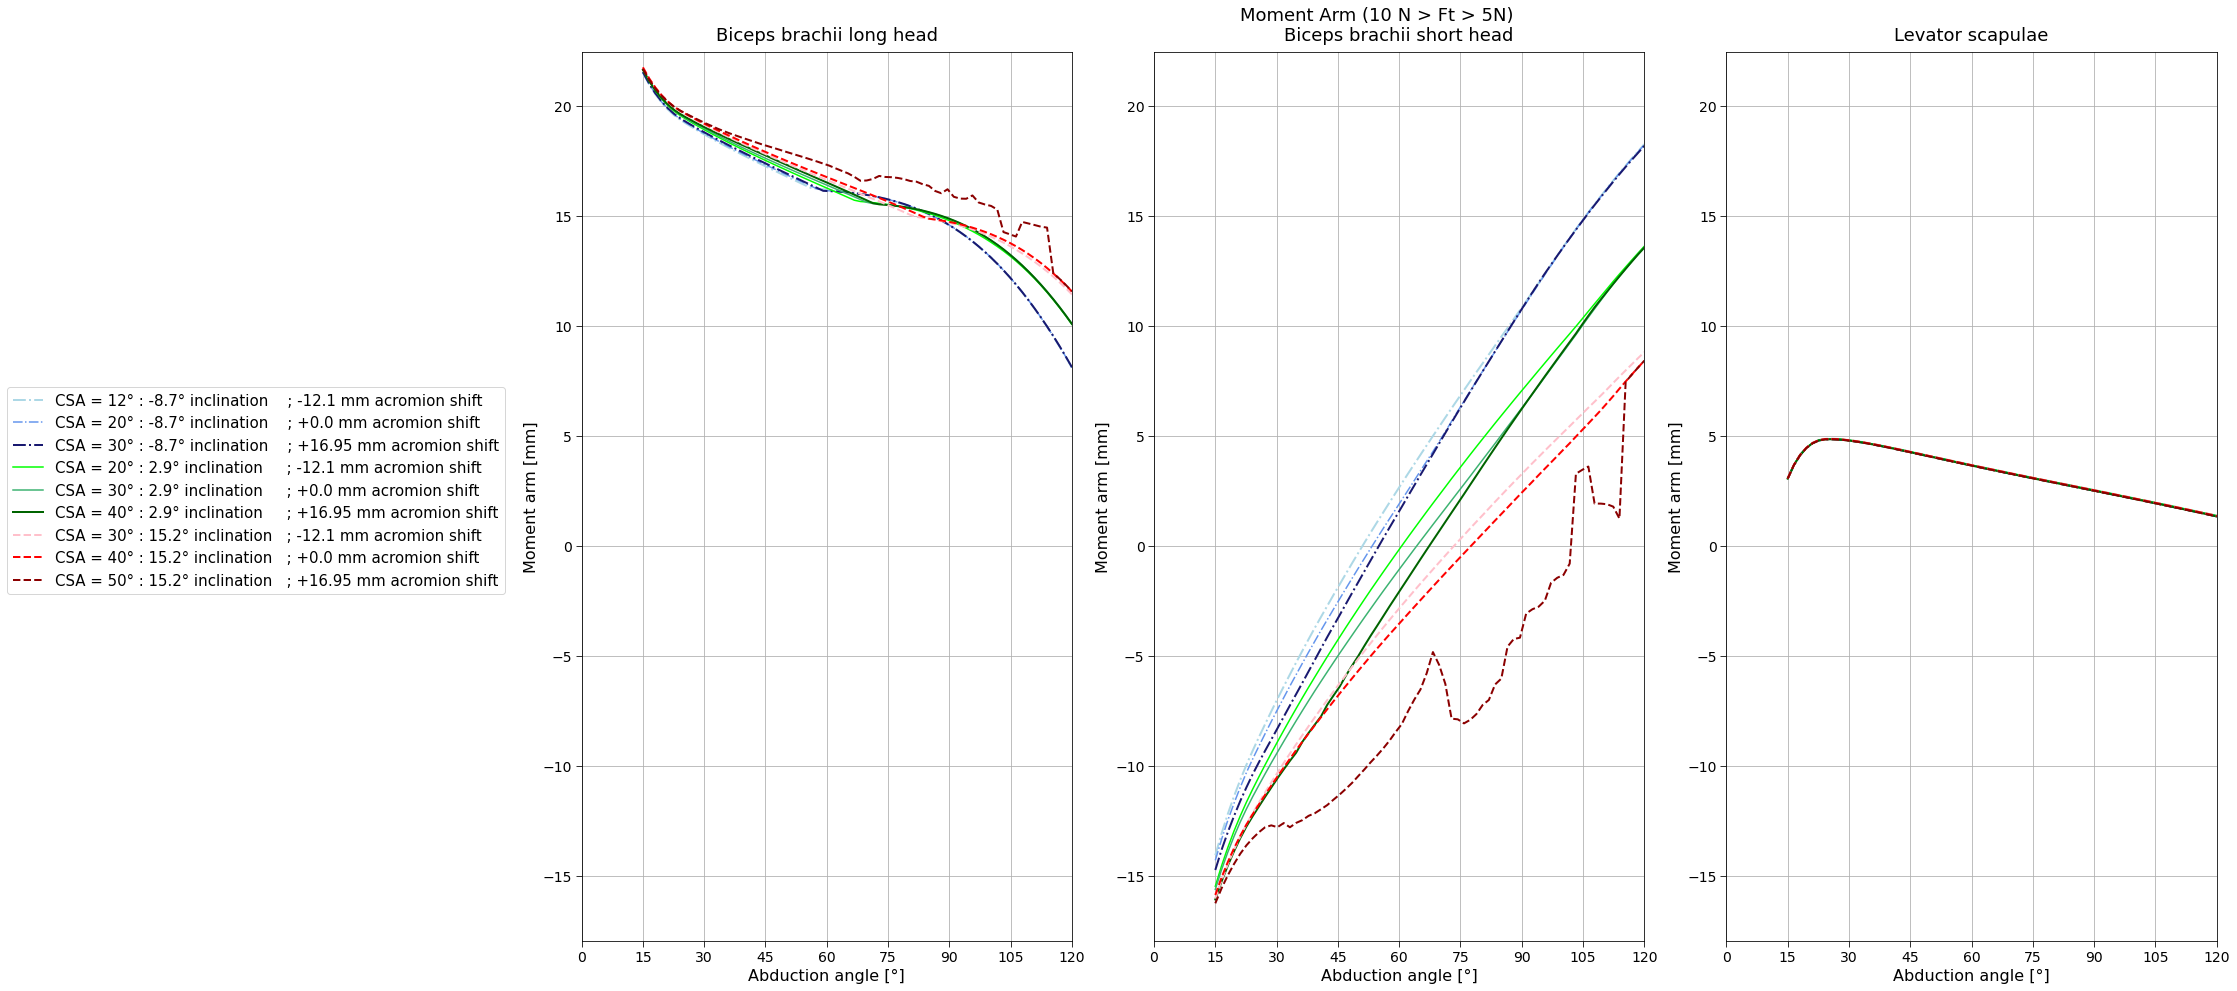 Moment Arm (10 N > Ft > 5N)
Biceps brachii long head
Biceps brachii short head
Levator scapulae
CSA = 12° : -8.7° inclination ; -12.1 mm acromion shift
CSA = 20° : -8.7° inclination ; +0.0 mm acromion shift
CSA = 30° : -8.7° inclination ; +16.95 mm acromion shift
CSA = 20° : 2.9° inclination ; -12.1 mm acromion shift
CSA = 30° : 2.9° inclination ; +0.0 mm acromion shift
CSA = 40° : 2.9° inclination ; +16.95 mm acromion shift
CSA = 30° : 15.2° inclination ; -12.1 mm acromion shift
CSA = 40° : 15.2° inclination ; +0.0 mm acromion shift
CSA = 50° : 15.2° inclination ; +16.95 mm acromion shift
Moment arm [mm]
20
15
10
5
0
−5
−10
−15
0 15 30 45 60 75 90 105 120
Abduction angle [°]
Moment arm [mm]
20
15
10
5
0
−5
−10
−15
0 15 30 45 60 75 90 105 120
Abduction angle [°]
Moment arm [mm]
20
15
10
5
0
−5
−10
−15
0 15 30 45 60 75 90 105 120
Abduction angle [°]